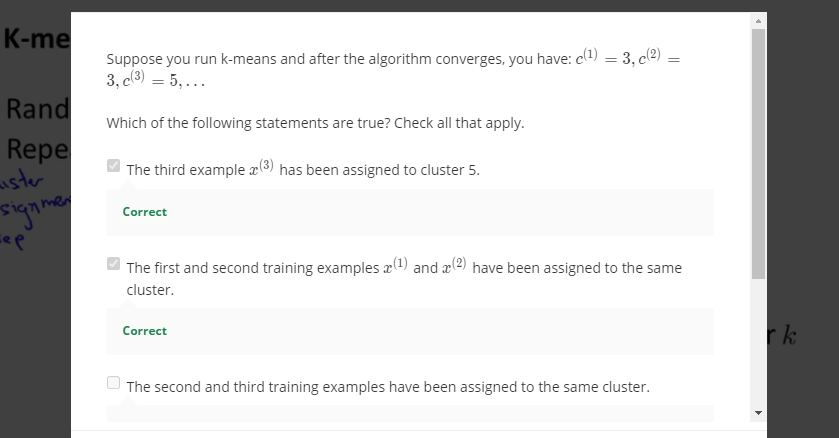 K-me
Rand
Repe
uster
signmen
ep
Suppose you run k-means and after the algorithm converges, you have: c⁽¹⁾ = 3, c⁽²⁾ =
3, c⁽³⁾ = 5, . . .
Which of the following statements are true? Check all that apply.
The third example x⁽³⁾ has been assigned to cluster 5.
Correct
The first and second training examples x⁽¹⁾ and x⁽²⁾ have been assigned to the same
cluster.
Correct
The second and third training examples have been assigned to the same cluster.
r k